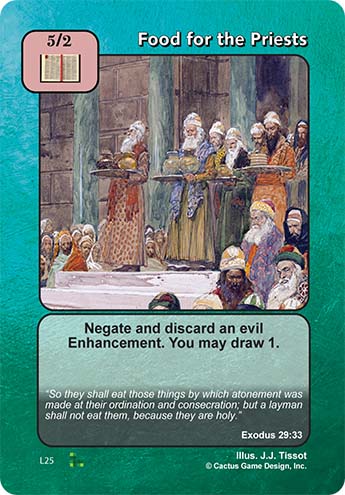 5/2
Food for the Priests
Negate and discard an evil
Enhancement. You may draw 1.
“So they shall eat those things by which atonement was
made at their ordination and consecration; but a layman
shall not eat them, because they are holy.”
Exodus 29:33
Illus. J.J. Tissot
L25
© Cactus Game Design, Inc.